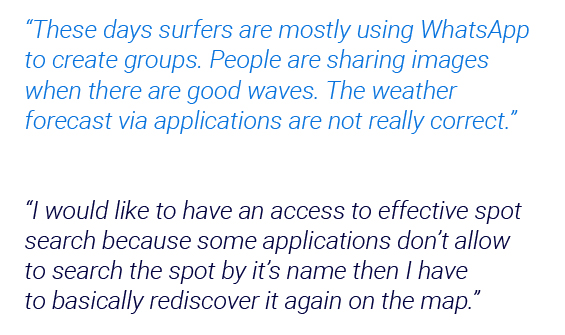 “These days surfers are mostly using WhatsApp
to create groups. People are sharing images
when there are good waves. The weather
forecast via applications are not really correct.”
“I would like to have an access to effective spot
search because some applications don’t allow
to search the spot by it’s name then I have
to basically rediscover it again on the map.”